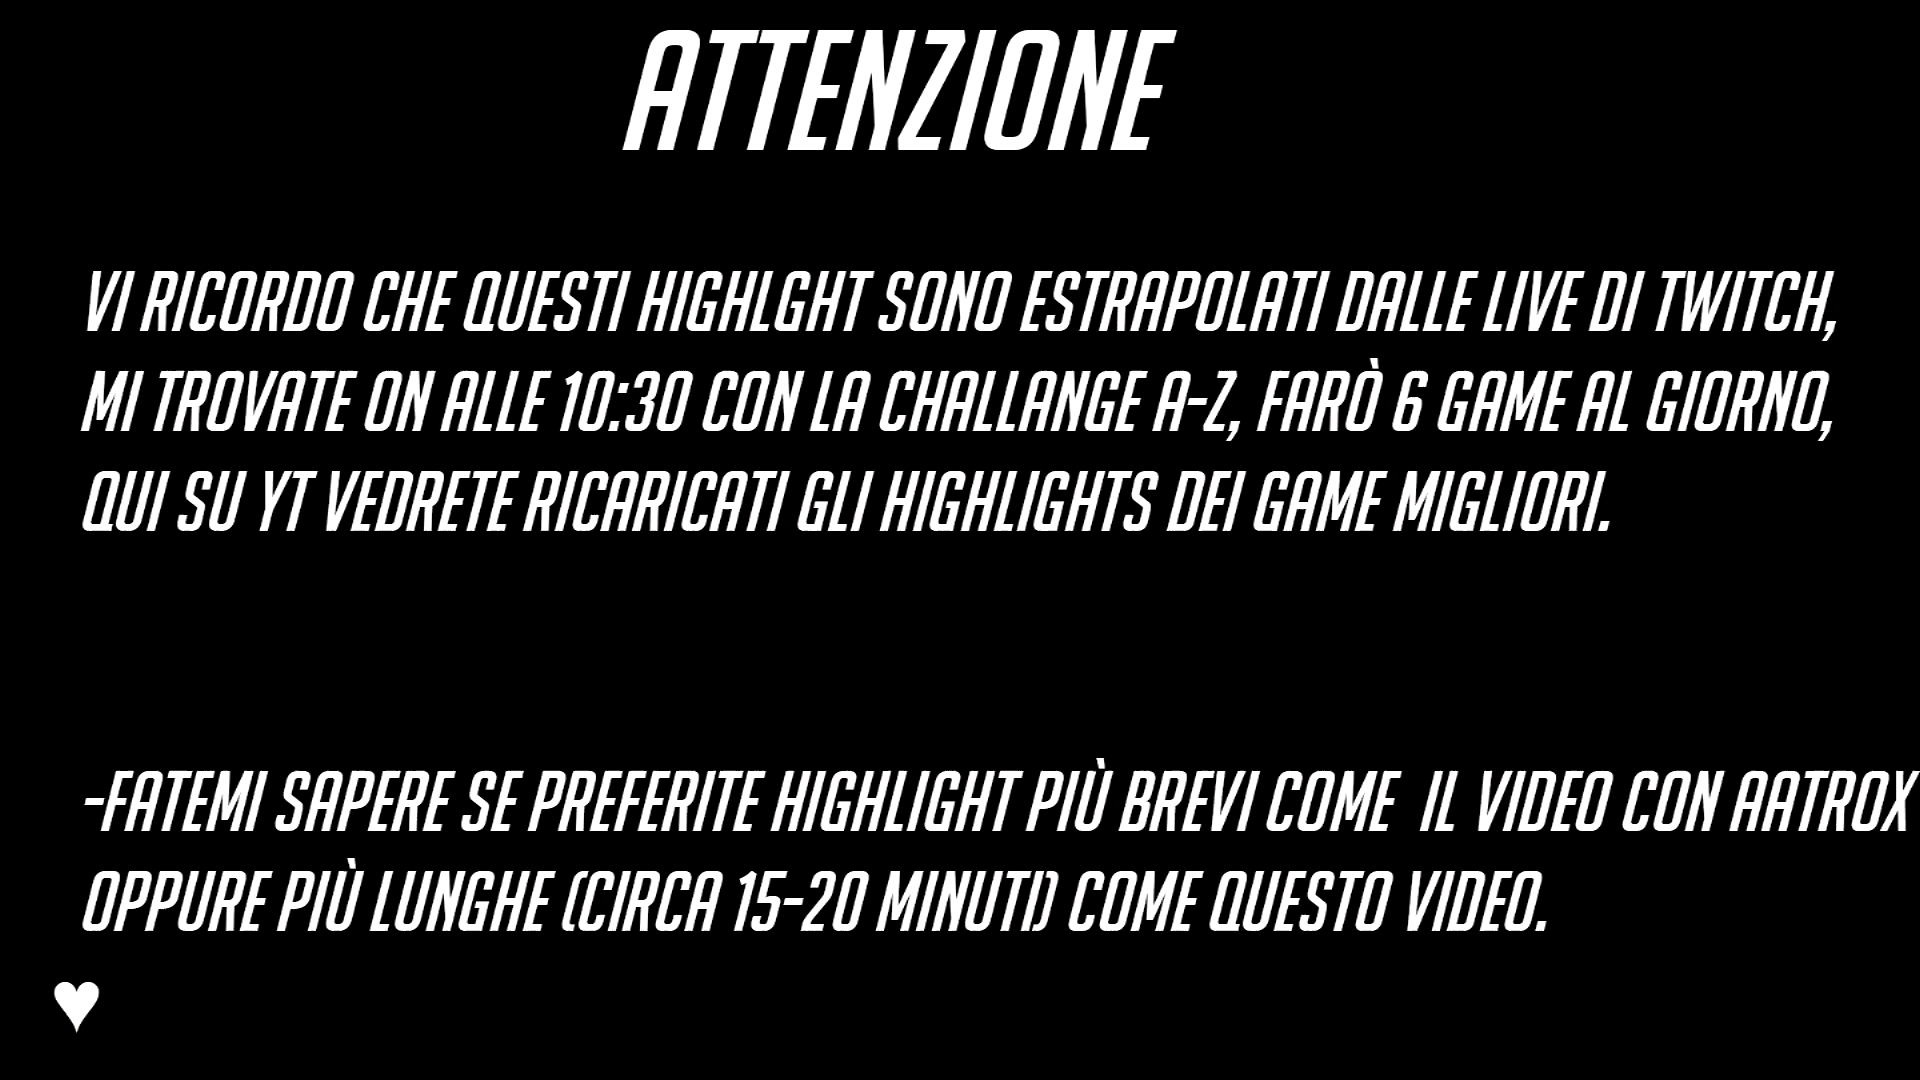 ATTENZIONE
VI RICORDO CHE QUESTI HIGHLGHT SONO ESTRAPOLATI DALLE LIVE DI TWITCH,
MI TROVATE ON ALLE 10:30 CON LA CHALLANGE A-Z, FARÒ 6 GAME AL GIORNO,
QUI SU YT VEDRETE RICARICATI GLI HIGHLIGHTS DEI GAME MIGLIORI.
-FATEMI SAPERE SE PREFERITE HIGHLIGHT PIÙ BREVI COME IL VIDEO CON AATROX
OPPURE PIÙ LUNGHE (CIRCA 15-20 MINUTI) COME QUESTO VIDEO.
♥